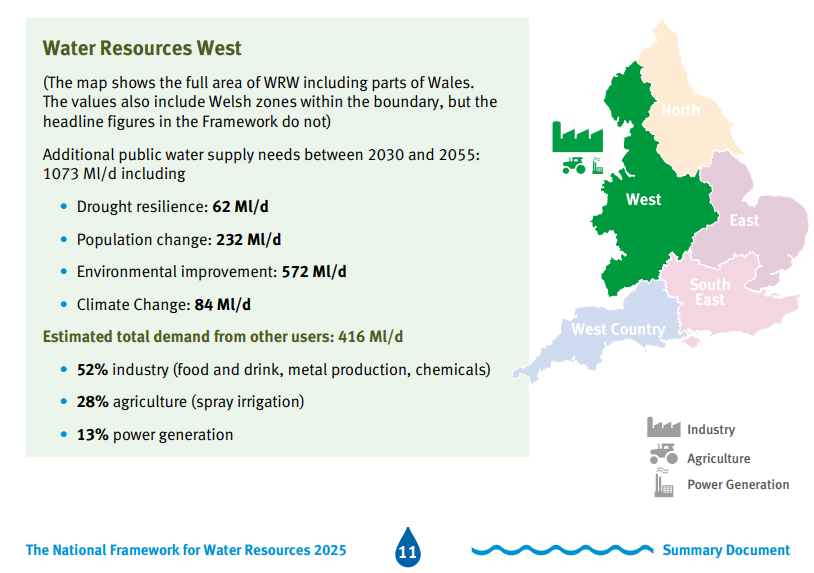 Water Resources West
(The map shows the full area of WRW including parts of Wales.
The values also include Welsh zones within the boundary, but the
headline figures in the Framework do not)
Additional public water supply needs between 2030 and 2055:
1073 Ml/d including
• Drought resilience: 62 Ml/d
• Population change: 232 Ml/d
• Environmental improvement: 572 Ml/d
• Climate Change: 84 Ml/d
Estimated total demand from other users: 416 Ml/d
• 52% industry (food and drink, metal production, chemicals)
• 28% agriculture (spray irrigation)
• 13% power generation
North
West
East
South
East
West Country
Industry
Agriculture
Power Generation
The National Framework for Water Resources 2025
11
Summary Document